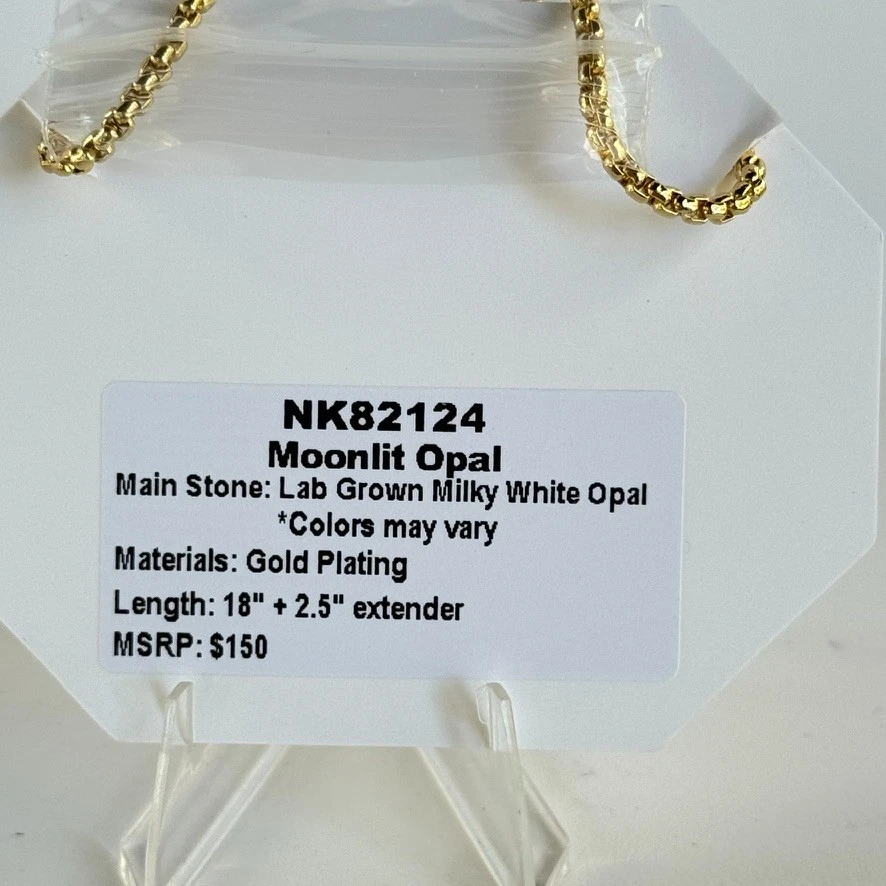 NK82124
Moonlit Opal
Main Stone: Lab Grown Milky White Opal
*Colors may vary
Materials: Gold Plating
Length: 18" + 2.5" extender
MSRP: $150